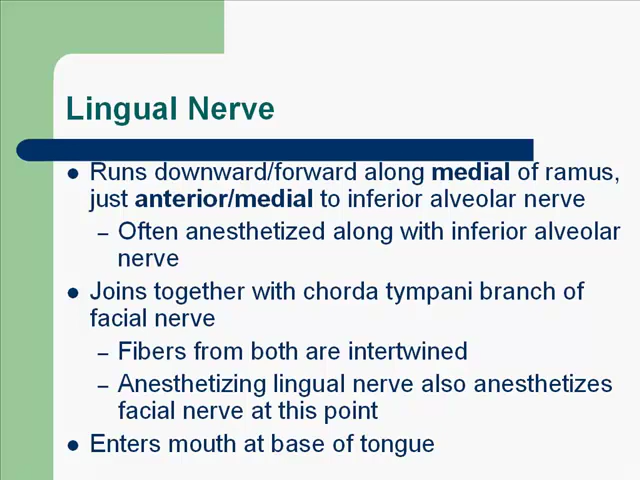 Lingual Nerve
● Runs downward/forward along medial of ramus,
just anterior/medial to inferior alveolar nerve
– Often anesthetized along with inferior alveolar
nerve
● Joins together with chorda tympani branch of
facial nerve
– Fibers from both are intertwined
– Anesthetizing lingual nerve also anesthetizes
facial nerve at this point
● Enters mouth at base of tongue